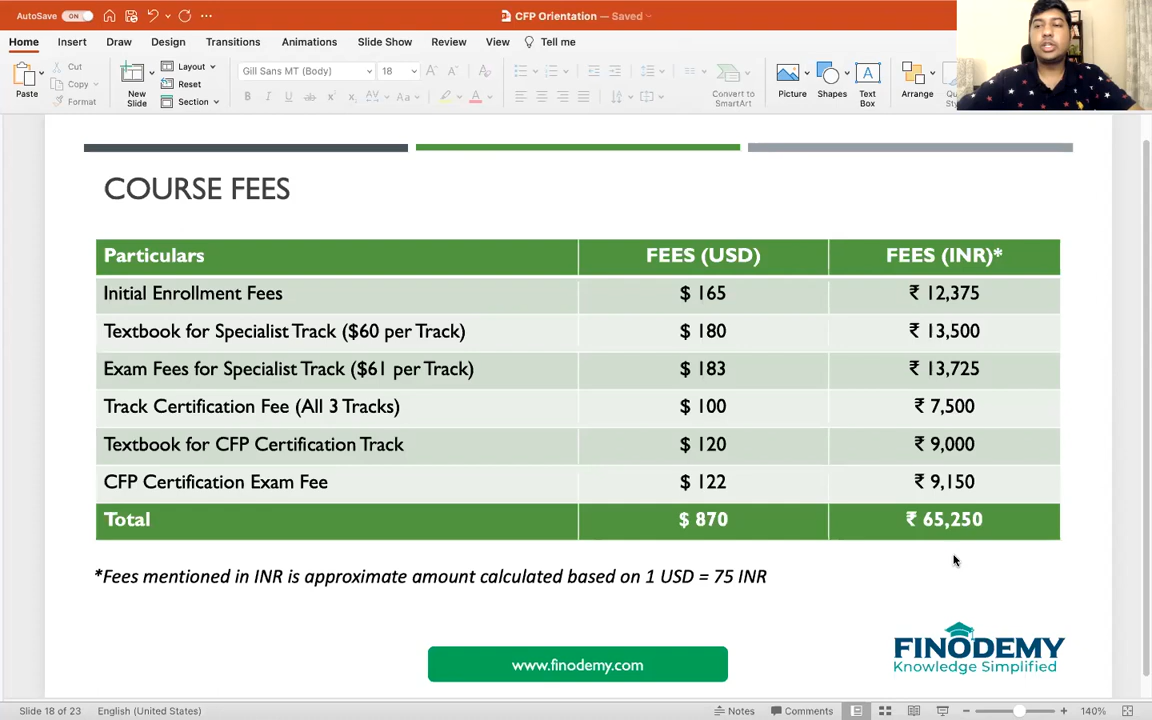 AutoSave ON CFP Orientation — Saved
Home Insert Draw Design Transitions Animations Slide Show Review View Tell me
Paste Cut Copy Format New Slide Layout Reset Section Gill Sans MT (Body) 18 Convert to SmartArt Picture Shapes Text Box Arrange
COURSE FEES
Particulars FEES (USD) FEES (INR)*
Initial Enrollment Fees $ 165 ₹ 12,375
Textbook for Specialist Track ($60 per Track) $ 180 ₹ 13,500
Exam Fees for Specialist Track ($61 per Track) $ 183 ₹ 13,725
Track Certification Fee (All 3 Tracks) $ 100 ₹ 7,500
Textbook for CFP Certification Track $ 120 ₹ 9,000
CFP Certification Exam Fee $ 122 ₹ 9,150
Total $ 870 ₹ 65,250
*Fees mentioned in INR is approximate amount calculated based on 1 USD = 75 INR
FINODEMY
Knowledge Simplified
www.finodemy.com
Slide 18 of 23 English (United States) Notes Comments 140%